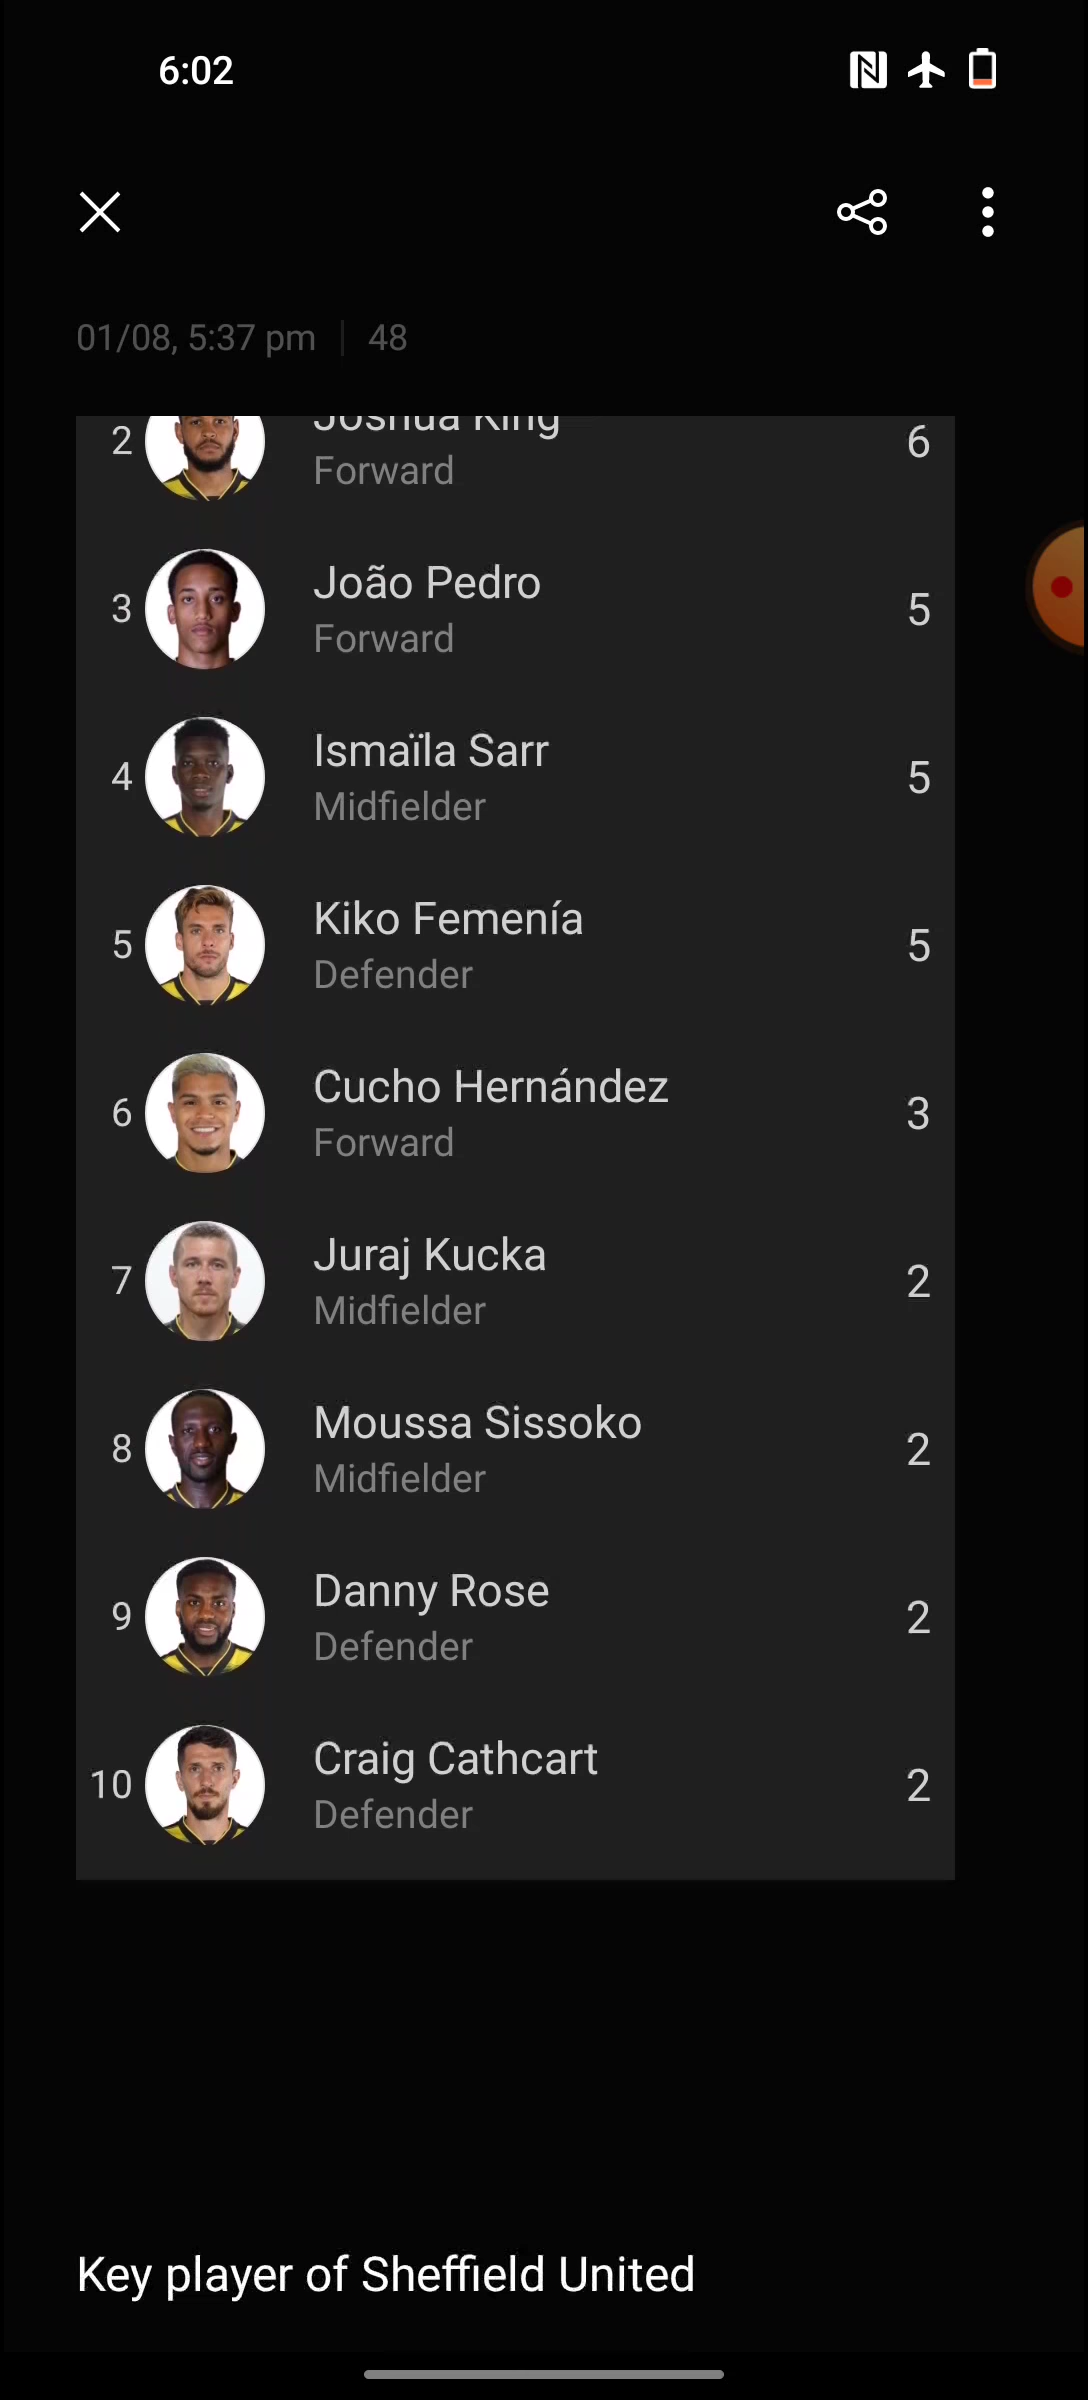 6:02
01/08, 5:37 pm | 48
2 Joshua King 6
Forward
3 João Pedro 5
Forward
4 Ismaïla Sarr 5
Midfielder
5 Kiko Femenía 5
Defender
6 Cucho Hernández 3
Forward
7 Juraj Kucka 2
Midfielder
8 Moussa Sissoko 2
Midfielder
9 Danny Rose 2
Defender
10 Craig Cathcart 2
Defender
Key player of Sheffield United